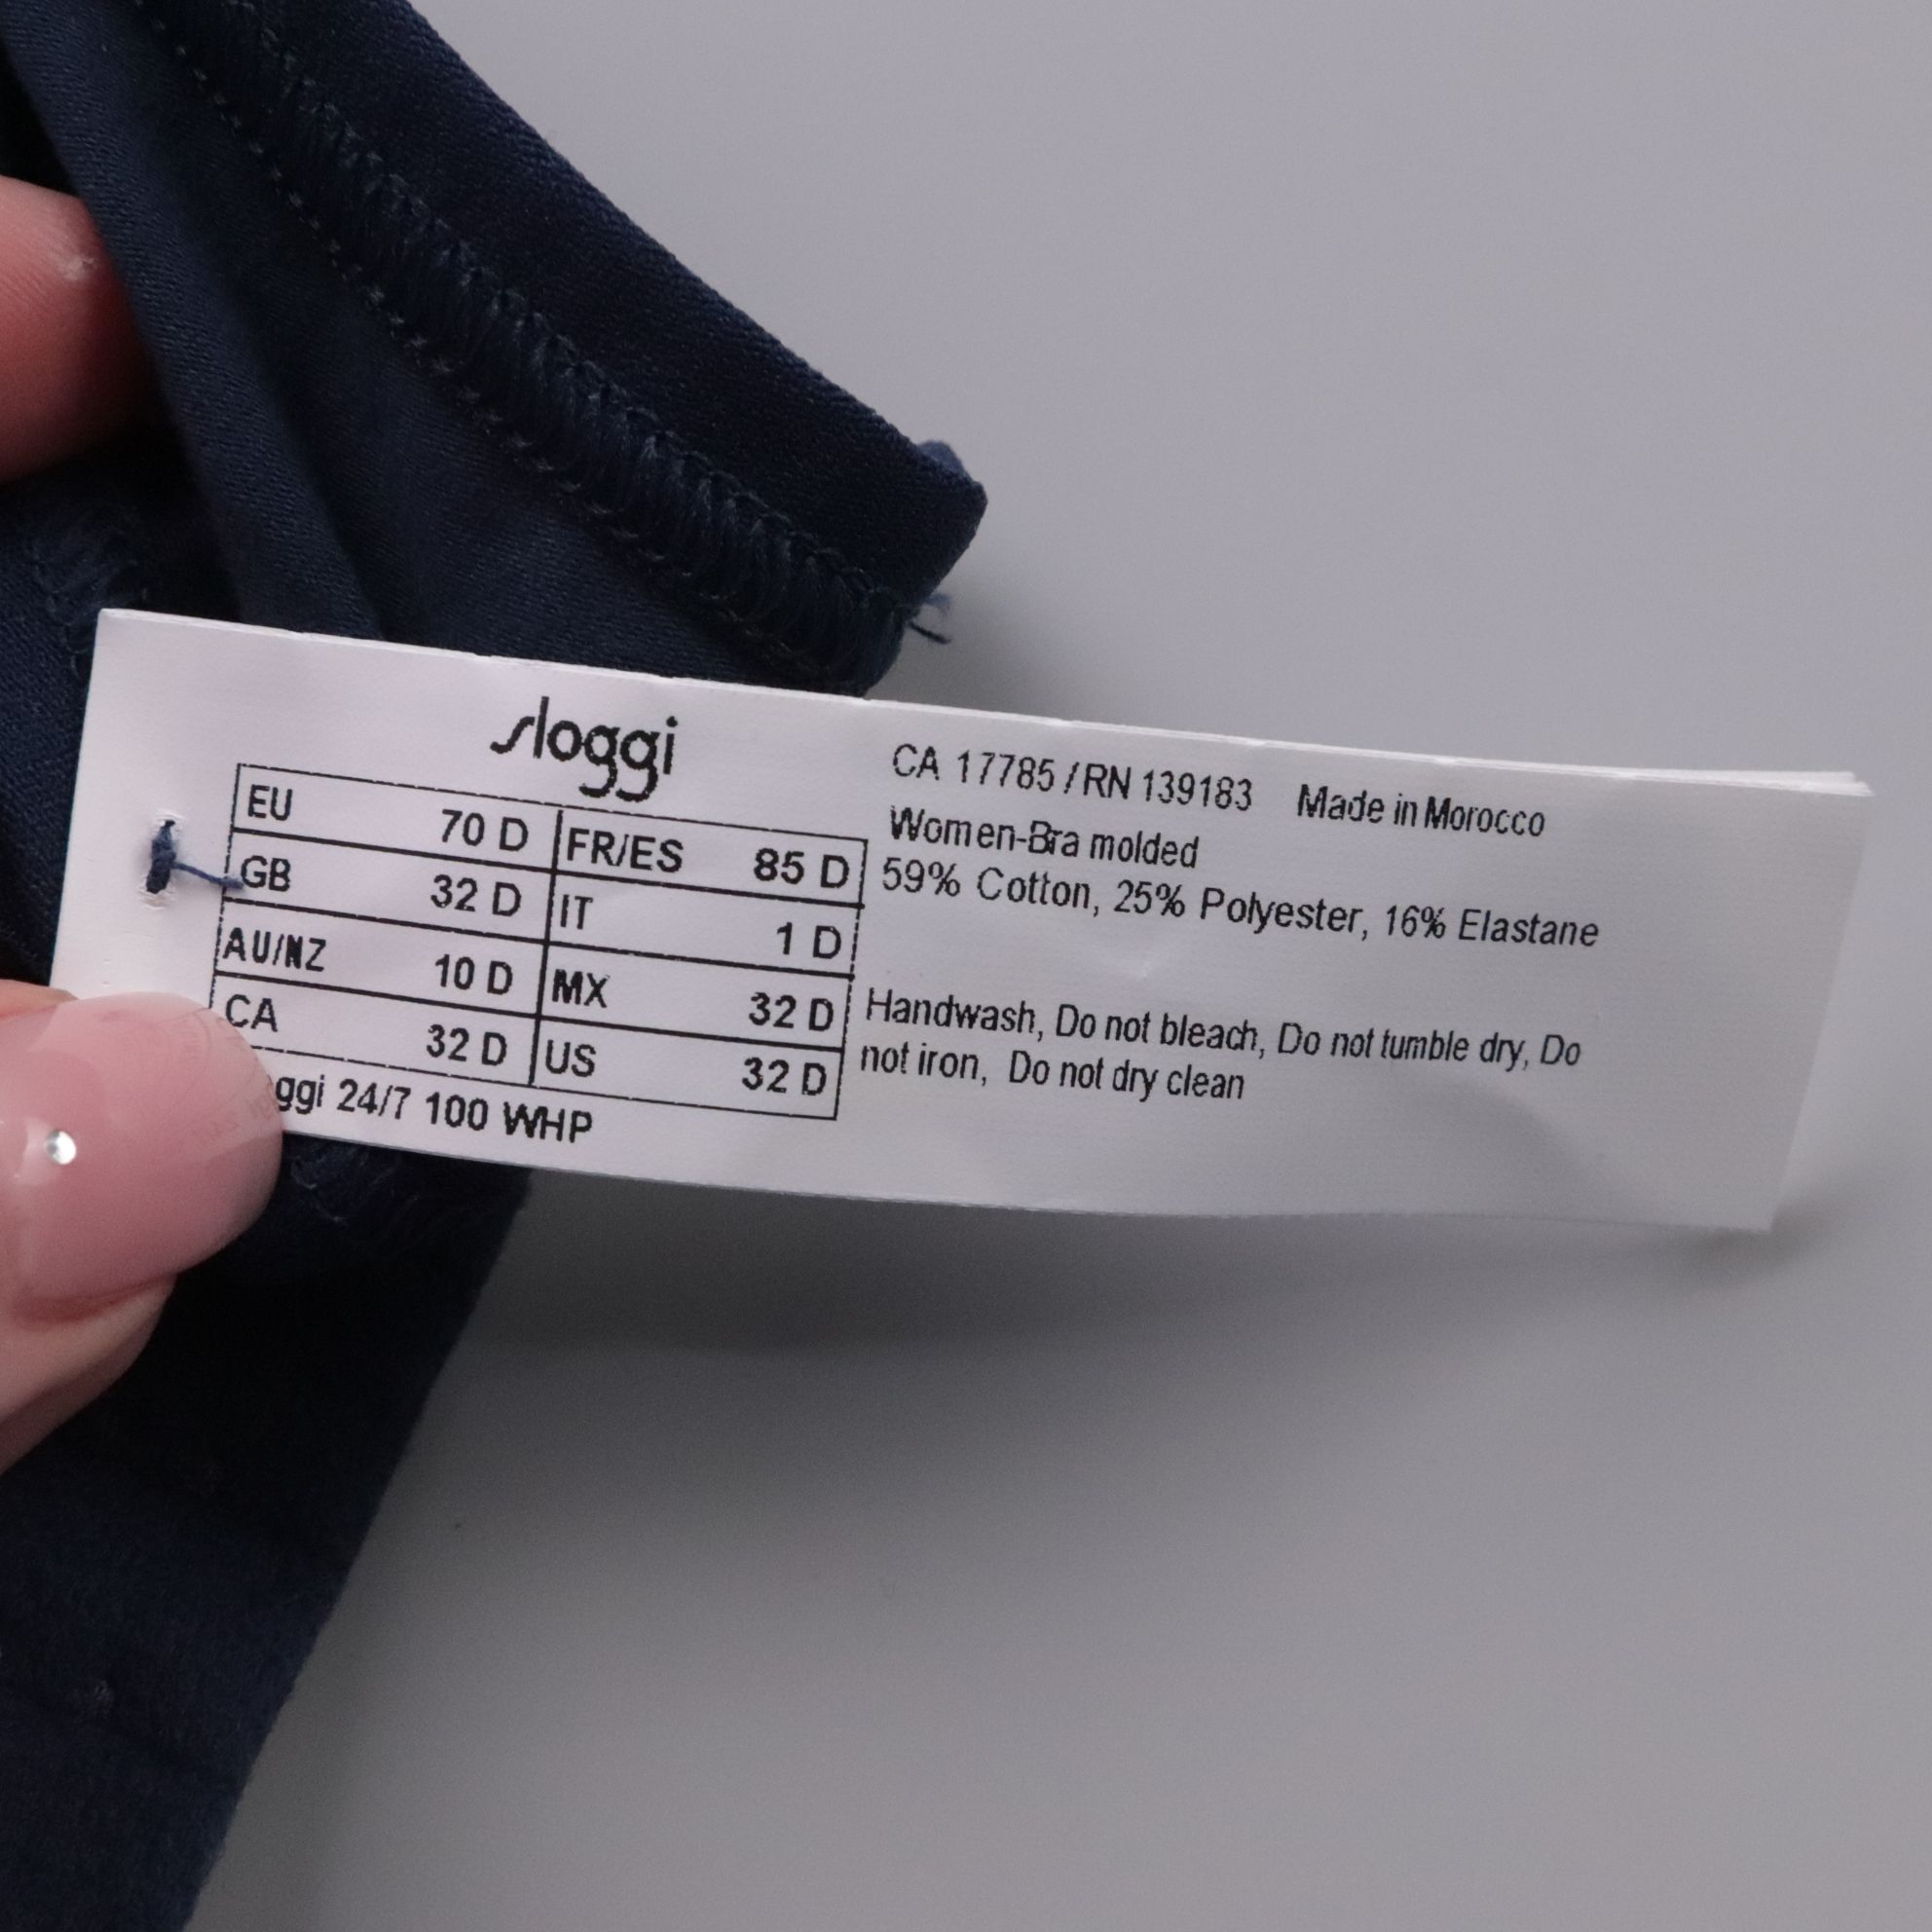 sloggi
EU 70 D FR/ES 85 D
GB 32 D IT 1 D
AU/NZ 10 D MX 32 D
CA 32 D US 32 D
ggi 24/7 100 WHP
CA 17785 / RN 139183 Made in Morocco
Women-Bra molded
59% Cotton, 25% Polyester, 16% Elastane
Handwash, Do not bleach, Do not tumble dry, Do
not iron, Do not dry clean